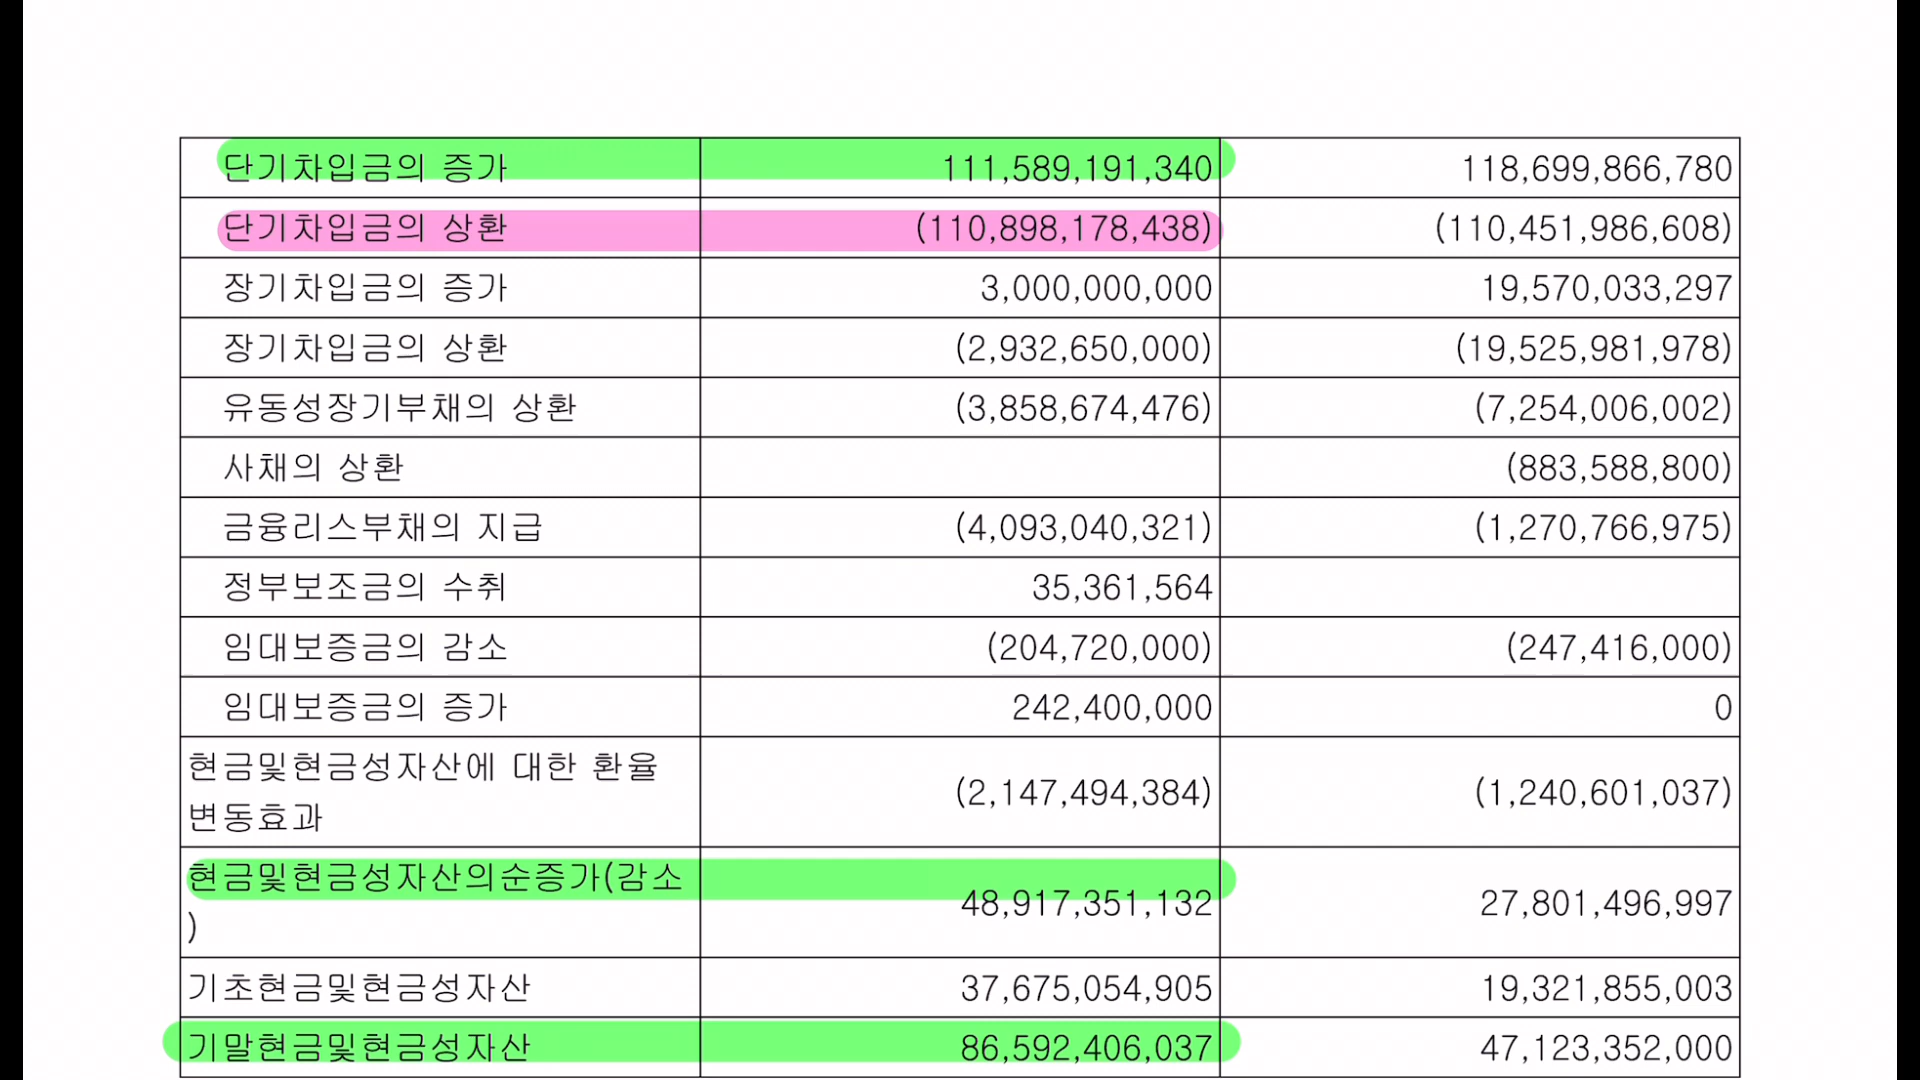 단기차입금의 증가 111,589,191,340 118,699,866,780
단기차입금의 상환 (110,898,178,438) (110,451,986,608)
장기차입금의 증가 3,000,000,000 19,570,033,297
장기차입금의 상환 (2,932,650,000) (19,525,981,978)
유동성장기부채의 상환 (3,858,674,476) (7,254,006,002)
사채의 상환 (883,588,800)
금융리스부채의 지급 (4,093,040,321) (1,270,766,975)
정부보조금의 수취 35,361,564
임대보증금의 감소 (204,720,000) (247,416,000)
임대보증금의 증가 242,400,000 0
현금및현금성자산에 대한 환율
변동효과 (2,147,494,384) (1,240,601,037)
현금및현금성자산의순증가(감소
) 48,917,351,132 27,801,496,997
기초현금및현금성자산 37,675,054,905 19,321,855,003
기말현금및현금성자산 86,592,406,037 47,123,352,000